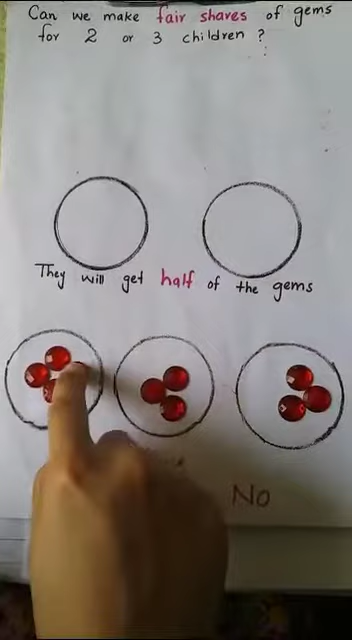 Can we make fair shares of gems
for 2 or 3 children ?
They will get half of the gems
No